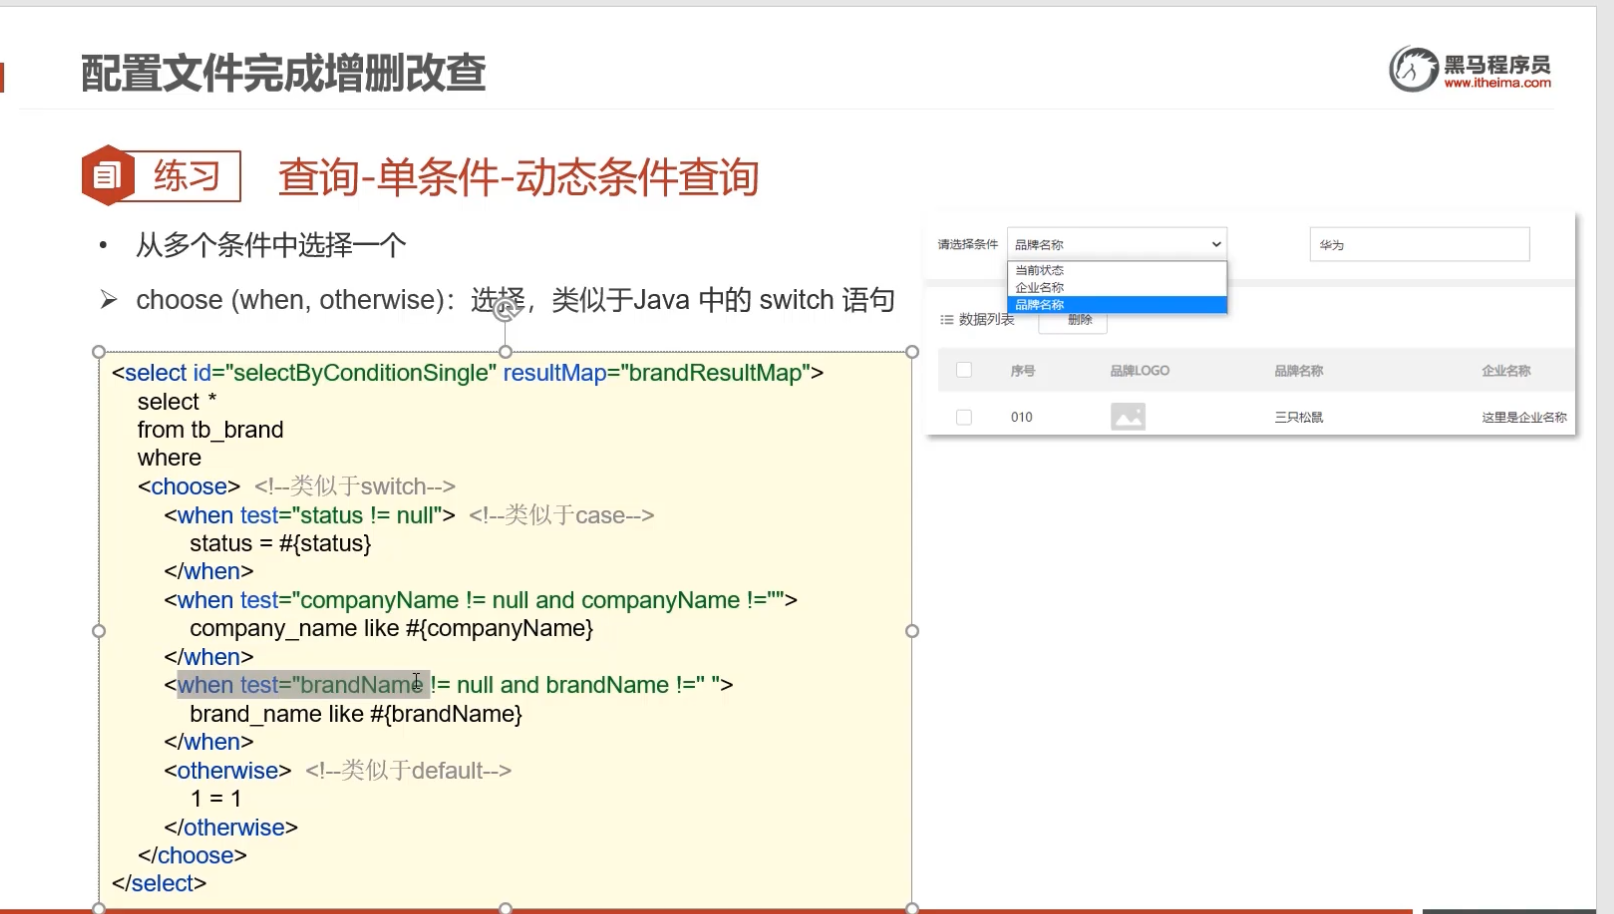 配置文件完成增删改查
黑马程序员
www.itheima.com
练习
查询-单条件-动态条件查询
• 从多个条件中选择一个
➢ choose (when, otherwise)：选择，类似于Java 中的 switch 语句
<select id="selectByConditionSingle" resultMap="brandResultMap">
select *
from tb_brand
where
<choose> <!--类似于switch-->
<when test="status != null"> <!--类似于case-->
status = #{status}
</when>
<when test="companyName != null and companyName !="">
company_name like #{companyName}
</when>
<when test="brandName != null and brandName !=" ">
brand_name like #{brandName}
</when>
<otherwise> <!--类似于default-->
1 = 1
</otherwise>
</choose>
</select>
请选择条件 品牌名称 华为
当前状态
企业名称
品牌名称
数据列表 删除
序号 品牌LOGO 品牌名称 企业名称
010 三只松鼠 这里是企业名称